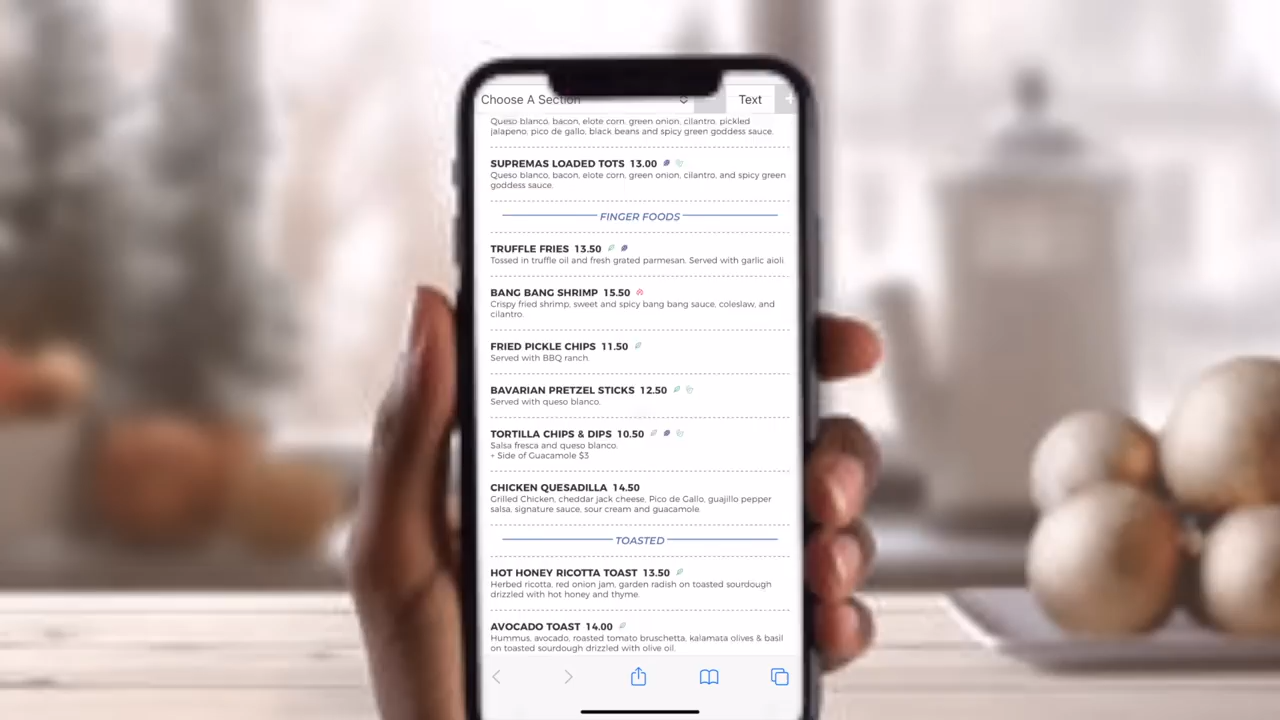 Choose A Section
Text
+
Queso blanco, bacon, elote corn, green onion, cilantro, pickled
jalapeno, pico de gallo, black beans and spicy green goddess sauce.
SUPREMAS LOADED TOTS 13.00
Queso blanco, bacon, elote corn, green onion, cilantro, and spicy green
goddess sauce.
FINGER FOODS
TRUFFLE FRIES 13.50
Tossed in truffle oil and fresh grated parmesan. Served with garlic aioli
BANG BANG SHRIMP 15.50
Crispy fried shrimp, sweet and spicy bang bang sauce, coleslaw, and
cilantro.
FRIED PICKLE CHIPS 11.50
Served with BBQ ranch.
BAVARIAN PRETZEL STICKS 12.50
Served with queso blanco.
TORTILLA CHIPS & DIPS 10.50
Salsa fresca and queso blanco.
+ Side of Guacamole $3
CHICKEN QUESADILLA 14.50
Grilled Chicken, cheddar jack cheese, Pico de Gallo, guajillo pepper
salsa, signature sauce, sour cream and guacamole.
TOASTED
HOT HONEY RICOTTA TOAST 13.50
Herbed ricotta, red onion jam, garden radish on toasted sourdough
drizzled with hot honey and thyme.
AVOCADO TOAST 14.00
Hummus, avocado, roasted tomato bruschetta, kalamata olives & basil
on toasted sourdough drizzled with olive oil.